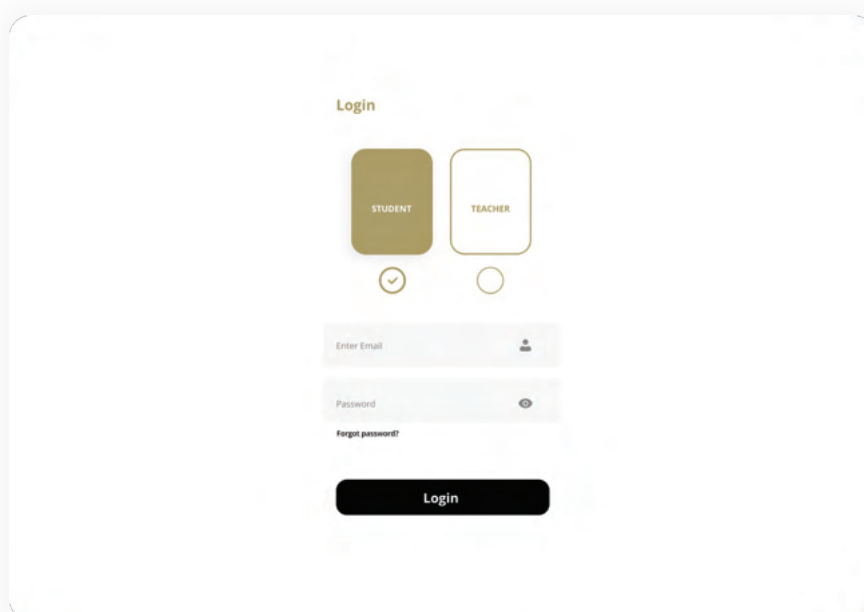 Login
STUDENT TEACHER
Enter Email
Password
Forgot password?
Login